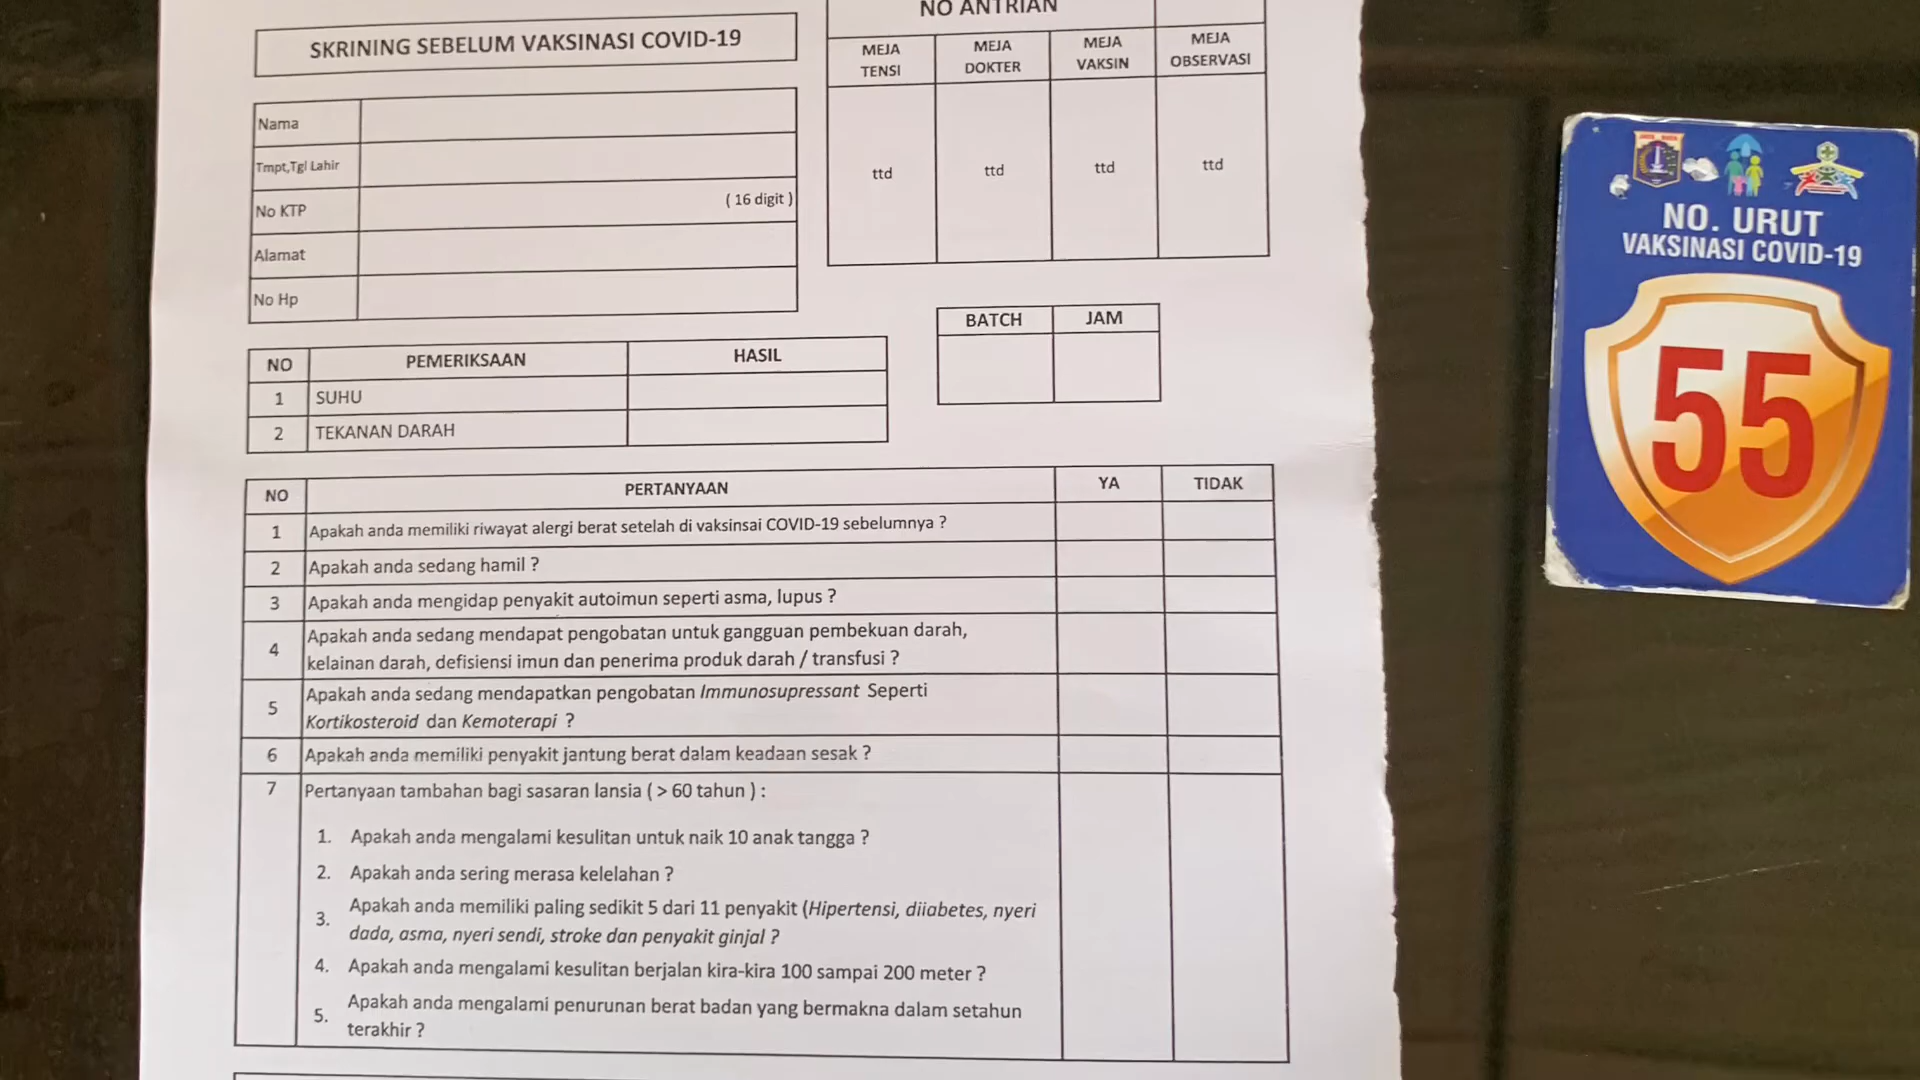 SKRINING SEBELUM VAKSINASI COVID-19
Nama
Tmpt,Tgl Lahir
No KTP ( 16 digit )
Alamat
No Hp
NO ANTRIAN
MEJA TENSI
MEJA DOKTER
MEJA VAKSIN
MEJA OBSERVASI
ttd ttd ttd ttd
BATCH JAM
NO PEMERIKSAAN HASIL
1 SUHU
2 TEKANAN DARAH
NO PERTANYAAN YA TIDAK
1 Apakah anda memiliki riwayat alergi berat setelah di vaksinsai COVID-19 sebelumnya ?
2 Apakah anda sedang hamil ?
3 Apakah anda mengidap penyakit autoimun seperti asma, lupus ?
4 Apakah anda sedang mendapat pengobatan untuk gangguan pembekuan darah,
kelainan darah, defisiensi imun dan penerima produk darah / transfusi ?
5 Apakah anda sedang mendapatkan pengobatan Immunosupressant Seperti
Kortikosteroid dan Kemoterapi ?
6 Apakah anda memiliki penyakit jantung berat dalam keadaan sesak ?
7 Pertanyaan tambahan bagi sasaran lansia ( > 60 tahun ) :
1. Apakah anda mengalami kesulitan untuk naik 10 anak tangga ?
2. Apakah anda sering merasa kelelahan ?
3. Apakah anda memiliki paling sedikit 5 dari 11 penyakit (Hipertensi, diiabetes, nyeri
dada, asma, nyeri sendi, stroke dan penyakit ginjal ?
4. Apakah anda mengalami kesulitan berjalan kira-kira 100 sampai 200 meter ?
5. Apakah anda mengalami penurunan berat badan yang bermakna dalam setahun
terakhir ?
NO. URUT
VAKSINASI COVID-19
55